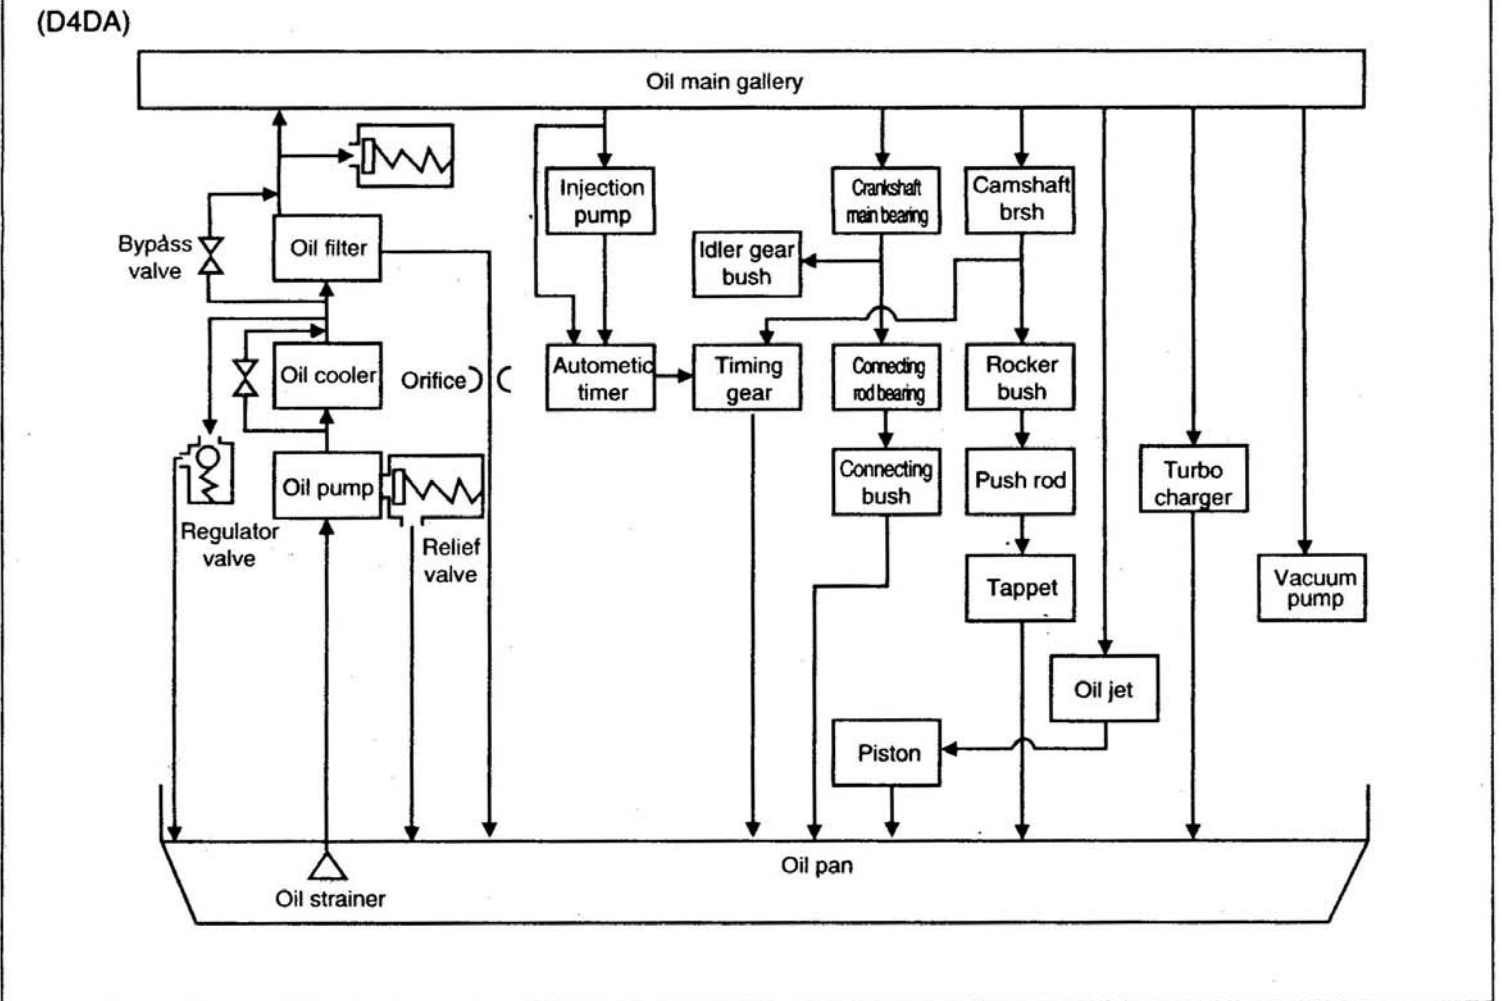 (D4DA)
Oil main gallery
Injection
pump
Crankshaft
main bearing
Camshaft
brsh
Bypass
valve
Oil filter
Idler gear
bush
Oil cooler
Orifice
Autometic
timer
Timing
gear
Connecting
rod bearing
Rocker
bush
Oil pump
Connecting
bush
Push rod
Turbo
charger
Regulator
valve
Relief
valve
Tappet
Vacuum
pump
Oil jet
Piston
Oil pan
Oil strainer